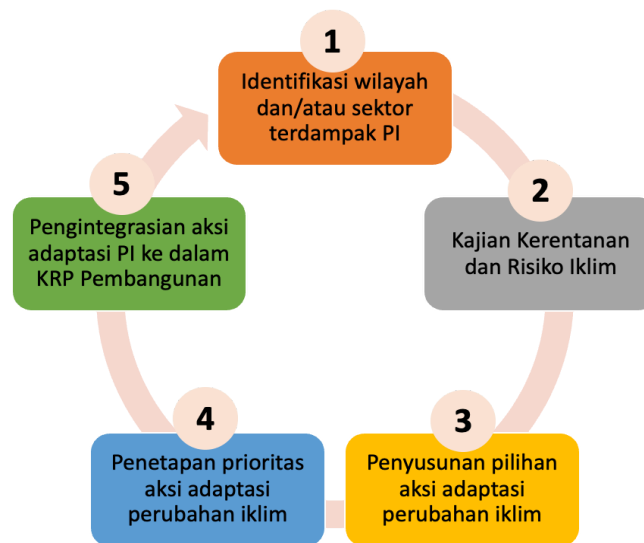 1
Identifikasi wilayah
dan/atau sektor
terdampak PI
2
Kajian Kerentanan
dan Risiko Iklim
3
Penyusunan pilihan
aksi adaptasi
perubahan iklim
4
Penetapan prioritas
aksi adaptasi
perubahan iklim
5
Pengintegrasian aksi
adaptasi PI ke dalam
KRP Pembangunan